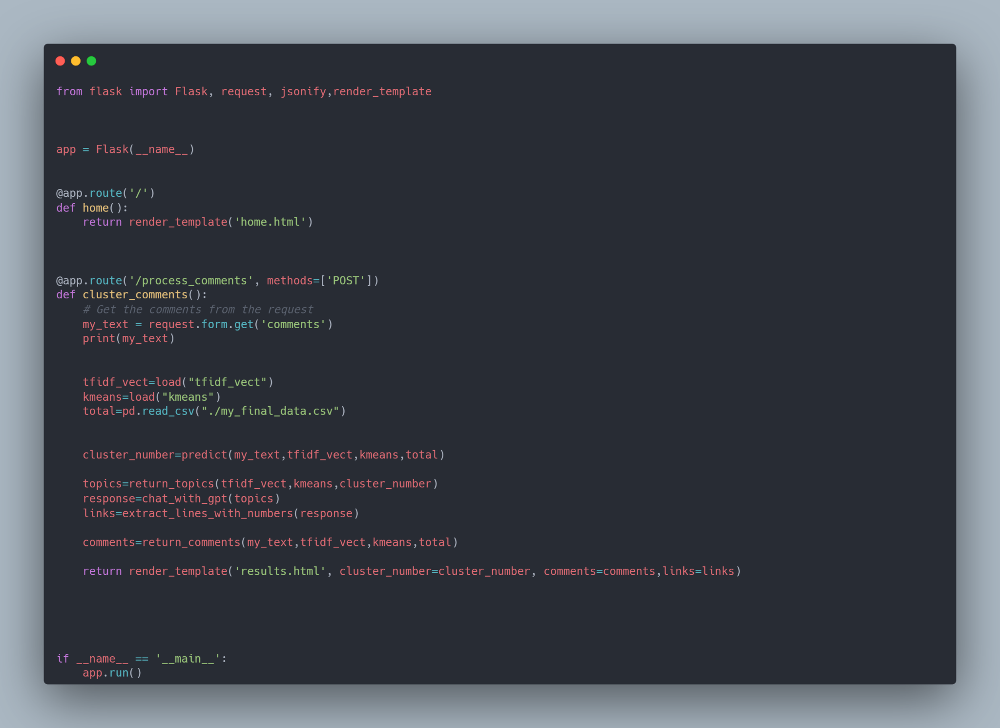 from flask import Flask, request, jsonify,render_template
app = Flask(__name__)
@app.route('/')
def home():
    return render_template('home.html')
@app.route('/process_comments', methods=['POST'])
def cluster_comments():
    # Get the comments from the request
    my_text = request.form.get('comments')
    print(my_text)
    tfidf_vect=load("tfidf_vect")
    kmeans=load("kmeans")
    total=pd.read_csv("./my_final_data.csv")
    cluster_number=predict(my_text,tfidf_vect,kmeans,total)
    topics=return_topics(tfidf_vect,kmeans,cluster_number)
    response=chat_with_gpt(topics)
    links=extract_lines_with_numbers(response)
    comments=return_comments(my_text,tfidf_vect,kmeans,total)
    return render_template('results.html', cluster_number=cluster_number, comments=comments,links=links)
if __name__ == '__main__':
    app.run()